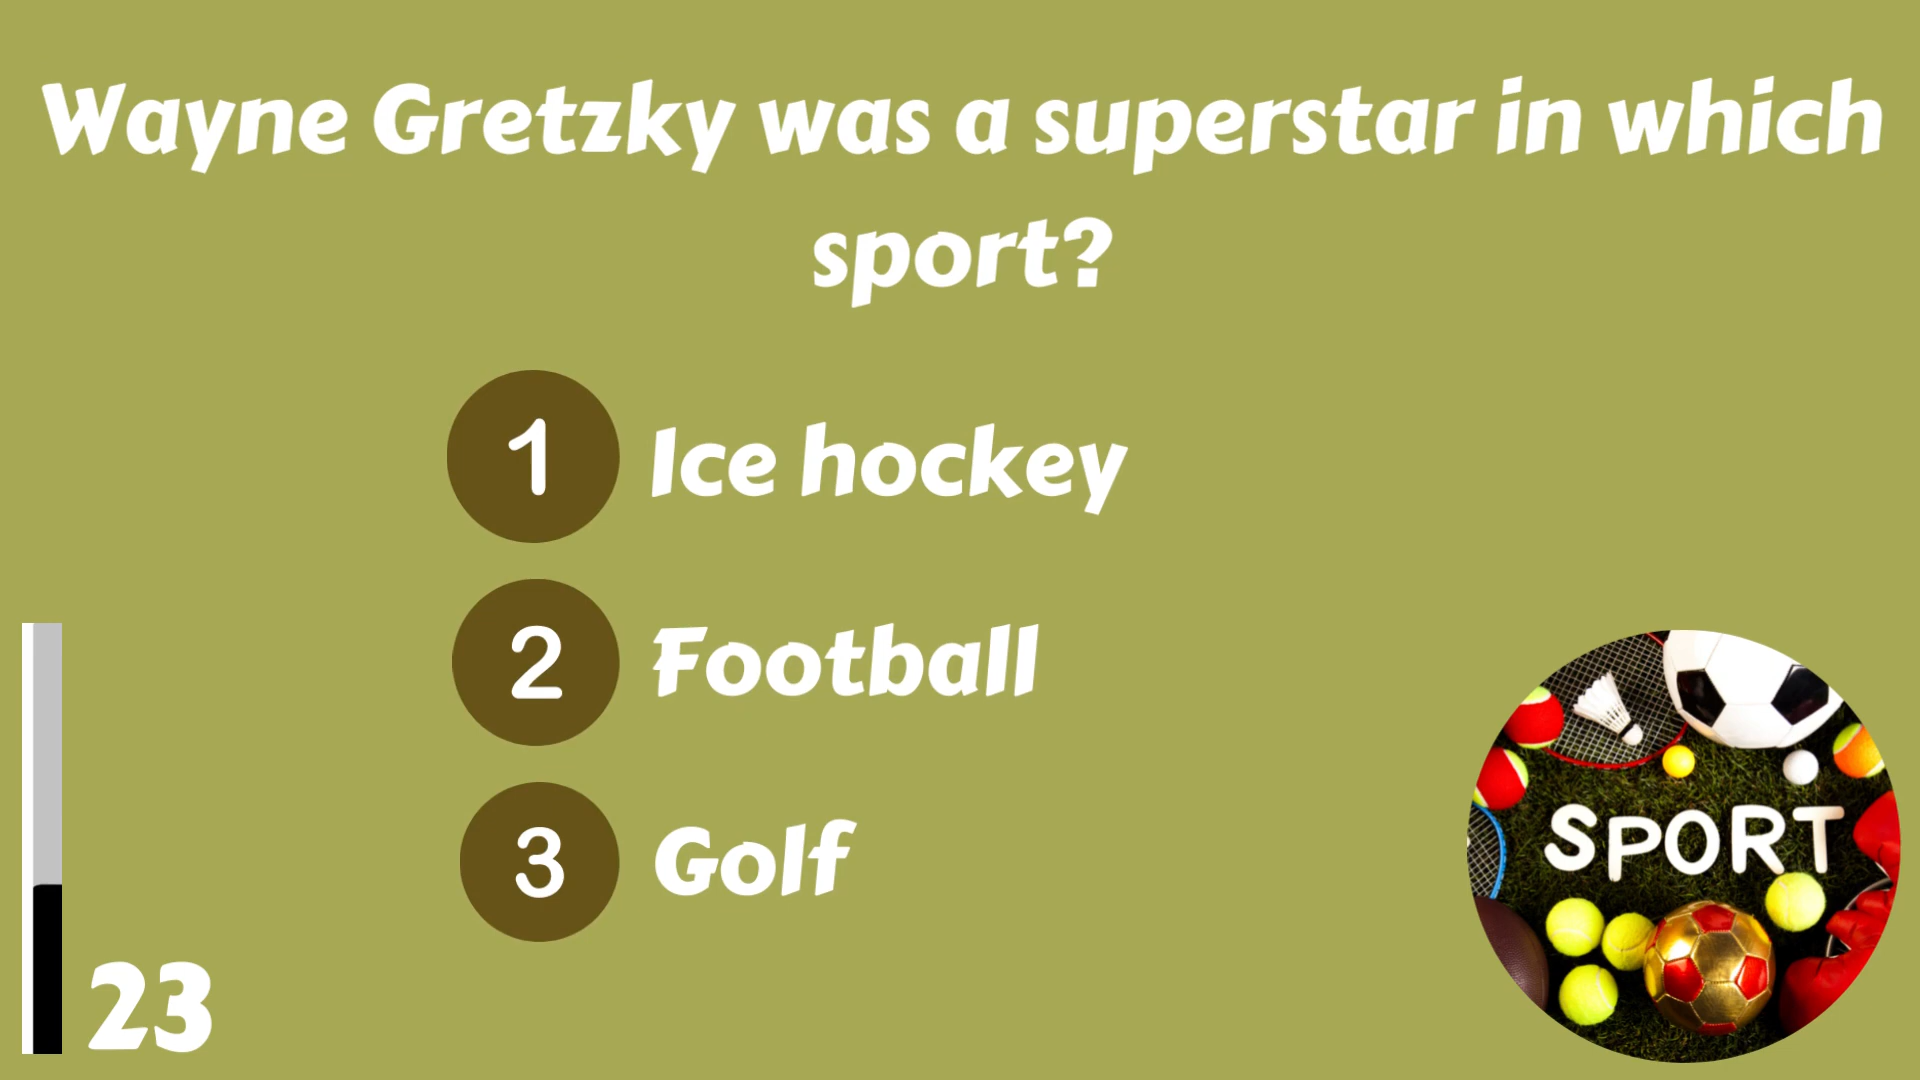 Wayne Gretzky was a superstar in which
sport?
1 Ice hockey
2 Football
3 Golf
23
SPORT